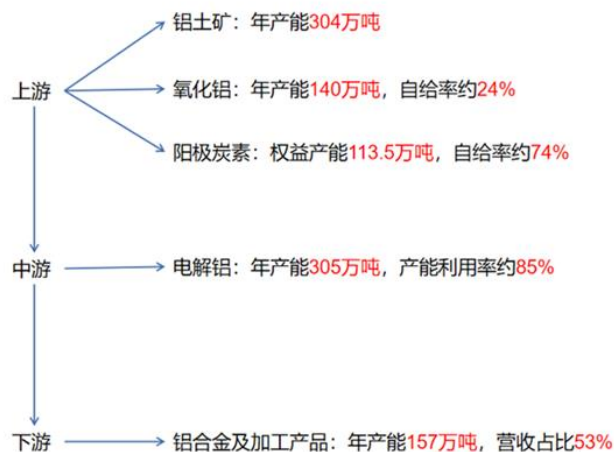 铝土矿：年产能304万吨
上游
氧化铝：年产能140万吨，自给率约24%
阳极炭素：权益产能113.5万吨，自给率约74%
中游
电解铝：年产能305万吨，产能利用率约85%
下游
铝合金及加工产品：年产能157万吨，营收占比53%